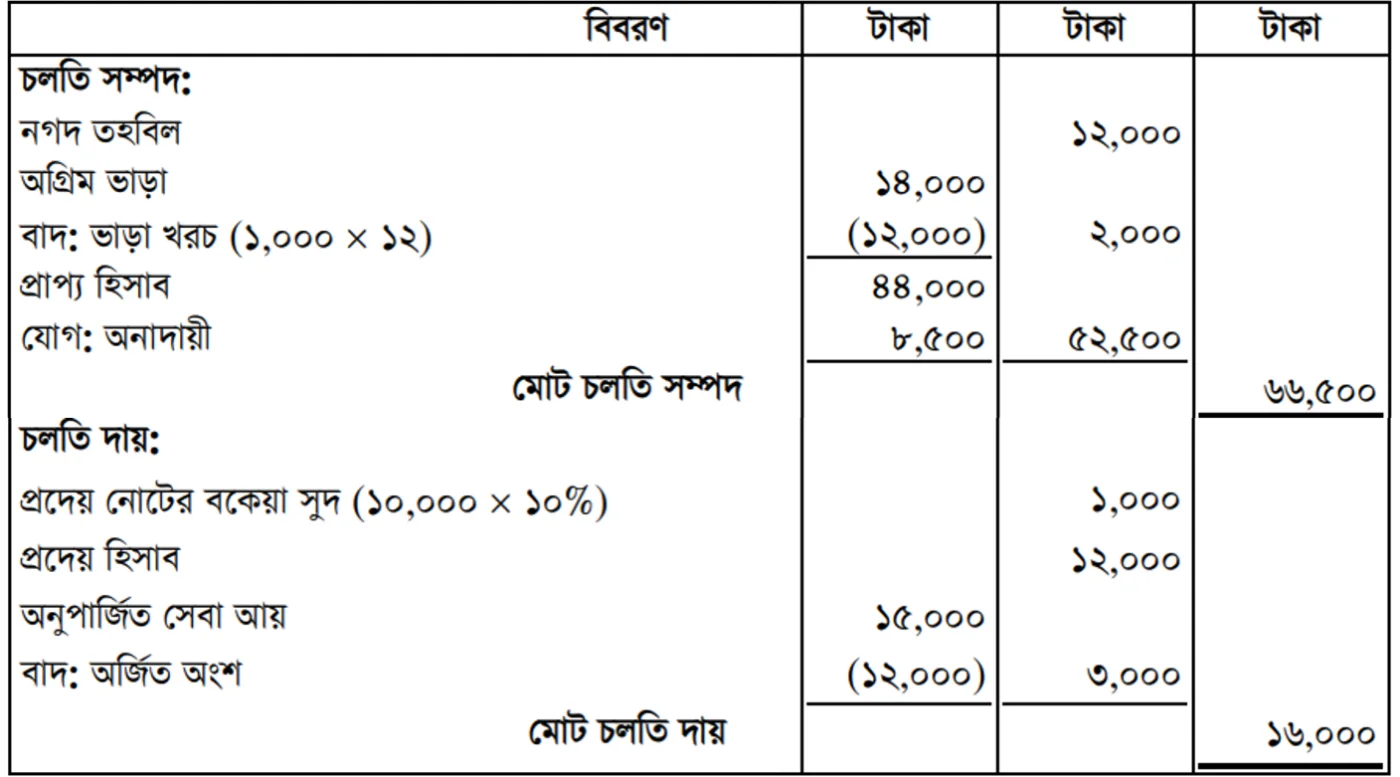 বিবরণ টাকা টাকা টাকা
চলতি সম্পদ:
নগদ তহবিল ১২,০০০
অগ্রিম ভাড়া ১৪,০০০
বাদ: ভাড়া খরচ (১,০০০ × ১২) (১২,০০০) ২,০০০
প্রাপ্য হিসাব ৪৪,০০০
যোগ: অনাদায়ী ৮,৫০০ ৫২,৫০০
মোট চলতি সম্পদ ৬৬,৫০০
চলতি দায়:
প্রদেয় নোটের বকেয়া সুদ (১০,০০০ × ১০%) ১,০০০
প্রদেয় হিসাব ১২,০০০
অনুপার্জিত সেবা আয় ১৫,০০০
বাদ: অর্জিত অংশ (১২,০০০) ৩,০০০
মোট চলতি দায় ১৬,০০০